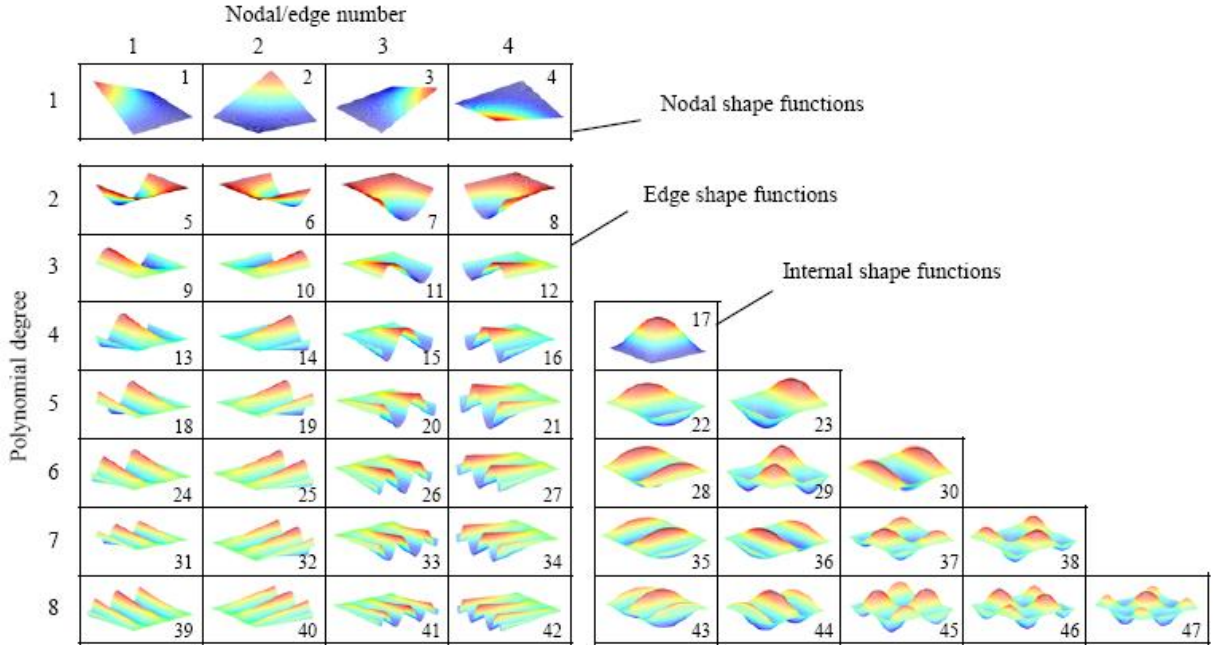 Nodal/edge number
1 2 3 4
1 1 2 3 4
Nodal shape functions
2 5 6 7 8
Edge shape functions
3 9 10 11 12
Internal shape functions
Polynomial degree
4 13 14 15 16 17
5 18 19 20 21 22 23
6 24 25 26 27 28 29 30
7 31 32 33 34 35 36 37 38
8 39 40 41 42 43 44 45 46 47